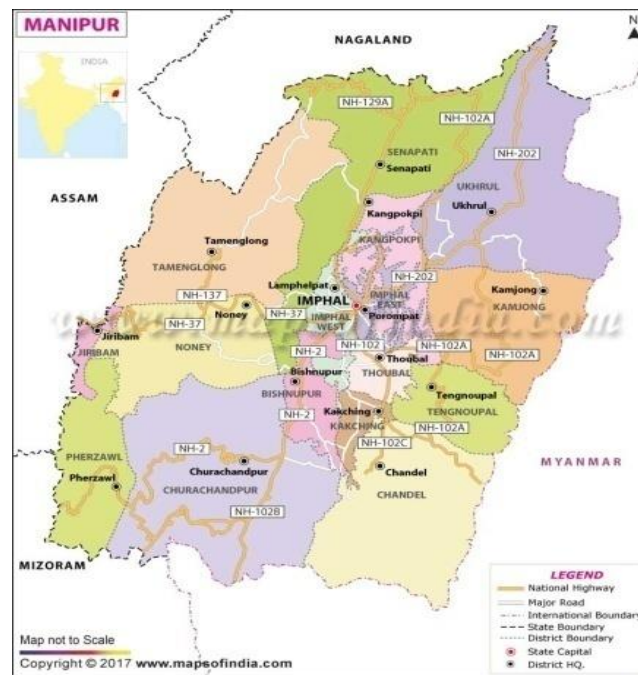 MANIPUR
INDIA
N
NAGALAND
NH-129A
NH-102A
SENAPATI
Senapati
NH-202
UKHRUL
Ukhrul
ASSAM
Kangpokpi
KANGPOKPI
Tamenglong
TAMENGLONG
Lamphelpat
NH-202
Kamjong
KAMJONG
NH-137
Noney
IMPHAL
IMPHAL EAST
NH-37
IMPHAL WEST
Porompat
www.mapsofindia.com
Jiribam
NH-37
JIRIBAM
NONEY
NH-2
NH-102
NH-102A
Thoubal
THOUBAL
NH-102A
Bishnupur
BISHNUPUR
Tengnoupal
TENGNOUPAL
NH-2
Kakching
KAKCHING
NH-102A
PHERZAWL
NH-2
NH-102C
MYANMAR
Churachandpur
CHURACHANDPUR
Chandel
CHANDEL
Pherzawl
NH-102B
MIZORAM
LEGEND
National Highway
Major Road
International Boundary
State Boundary
District Boundary
State Capital
District HQ.
Map not to Scale
Copyright © 2017 www.mapsofindia.com